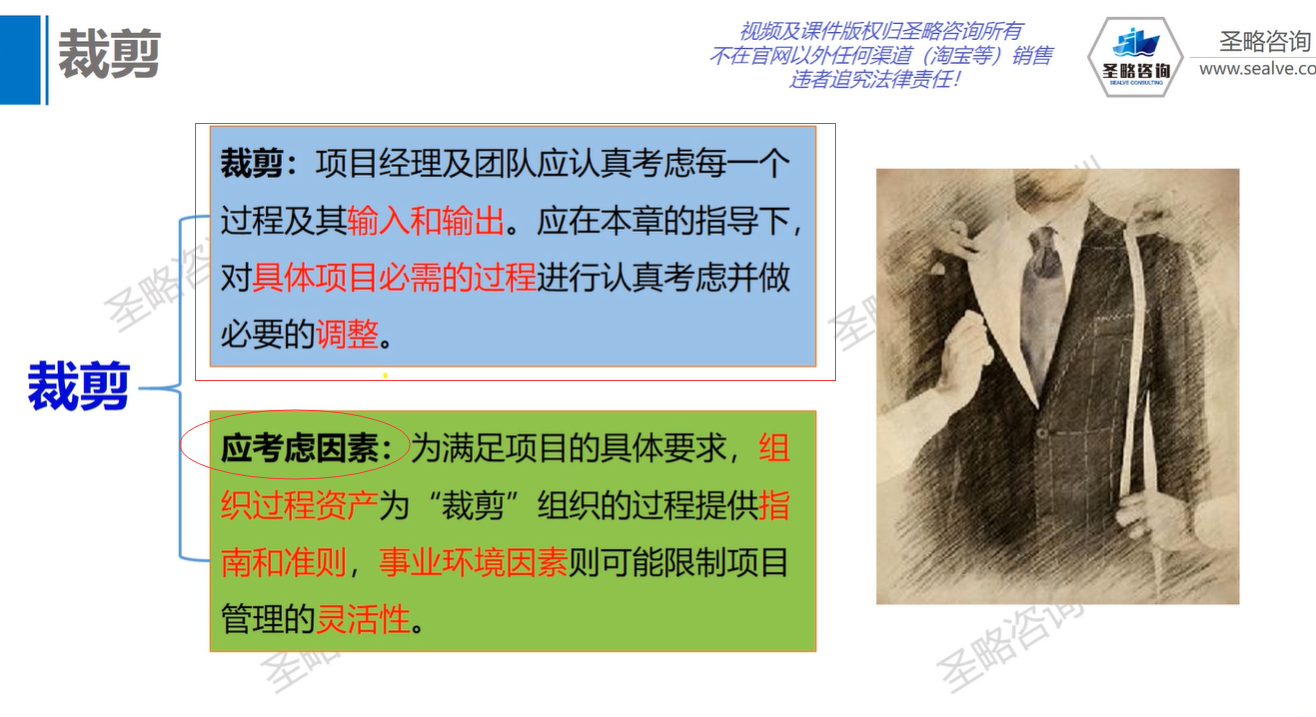 裁剪
视频及课件版权归圣略咨询所有
不在官网以外任何渠道（淘宝等）销售
违者追究法律责任！
圣略咨询
SEALVE CONSULTING
圣略咨询
www.sealve.co
裁剪：项目经理及团队应认真考虑每一个
过程及其输入和输出。应在本章的指导下，
对具体项目必需的过程进行认真考虑并做
必要的调整。
裁剪
应考虑因素：为满足项目的具体要求，组
织过程资产为“裁剪”组织的过程提供指
南和准则，事业环境因素则可能限制项目
管理的灵活性。
圣略咨
圣略
圣略咨询